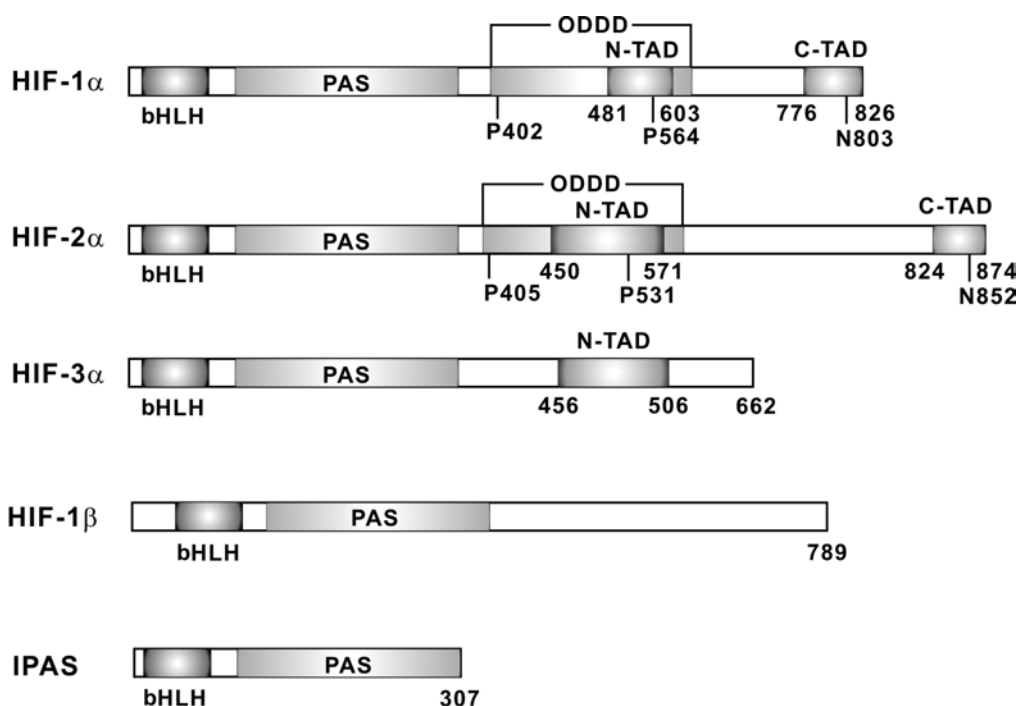 ODDD
N-TAD C-TAD
HIF-1α PAS
bHLH 481 603 776 826
P402 P564 N803
ODDD
N-TAD C-TAD
HIF-2α PAS
bHLH 450 571 824 874
P405 P531 N852
N-TAD
HIF-3α PAS
bHLH 456 506 662
HIF-1β PAS
bHLH 789
IPAS PAS
bHLH 307